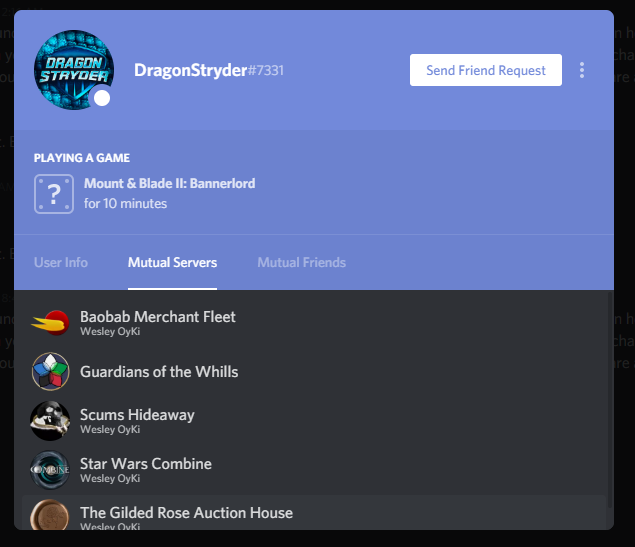 DRAGON
STRYDER
DragonStryder#7331
Send Friend Request
PLAYING A GAME
?
Mount & Blade II: Bannerlord
for 10 minutes
User Info
Mutual Servers
Mutual Friends
Baobab Merchant Fleet
Wesley OyKi
Guardians of the Whills
Scums Hideaway
Wesley OyKi
COMBINE
Star Wars Combine
Wesley OyKi
The Gilded Rose Auction House
Wesley OyKi